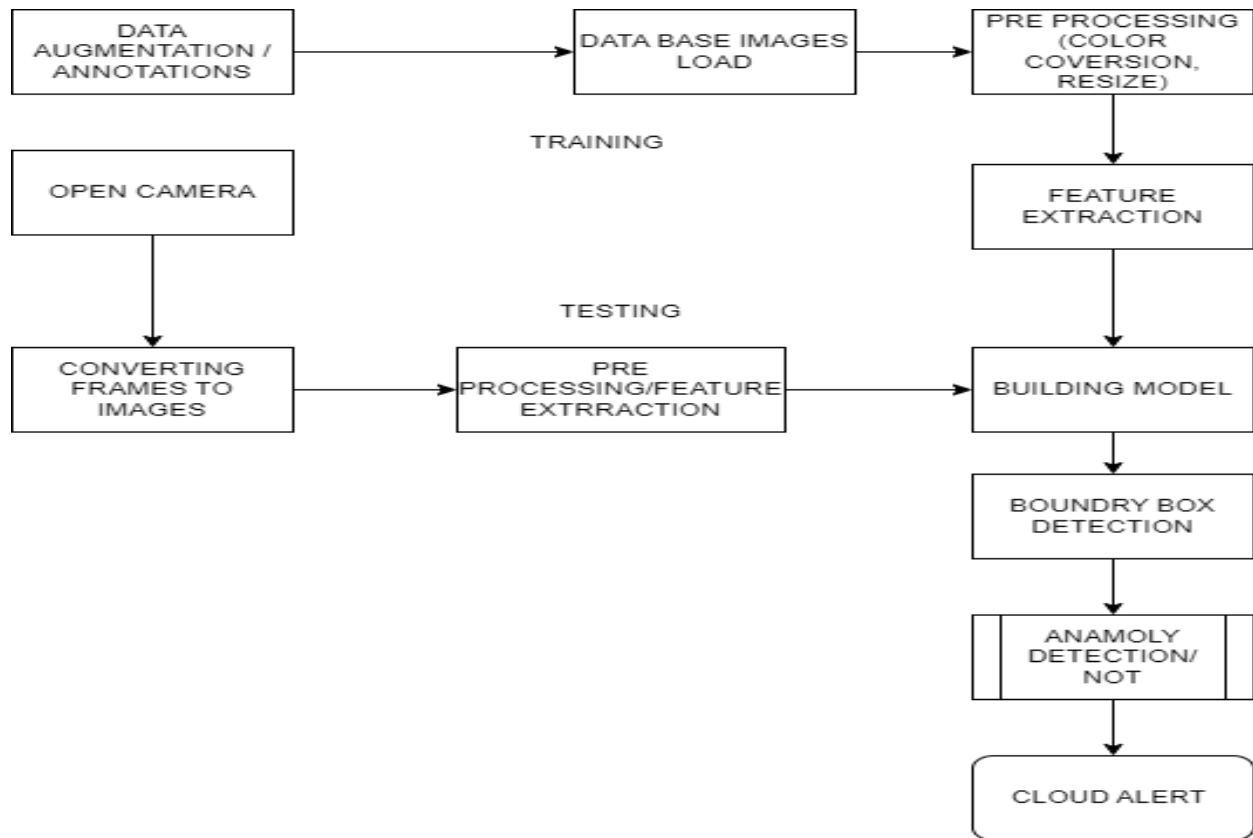 DATA
AUGMENTATION /
ANNOTATIONS
DATA BASE IMAGES
LOAD
PRE PROCESSING
(COLOR
COVERSION,
RESIZE)
TRAINING
OPEN CAMERA
FEATURE
EXTRACTION
TESTING
CONVERTING
FRAMES TO
IMAGES
PRE
PROCESSING/FEATURE
EXTRRACTION
BUILDING MODEL
BOUNDRY BOX
DETECTION
ANAMOLY
DETECTION/
NOT
CLOUD ALERT